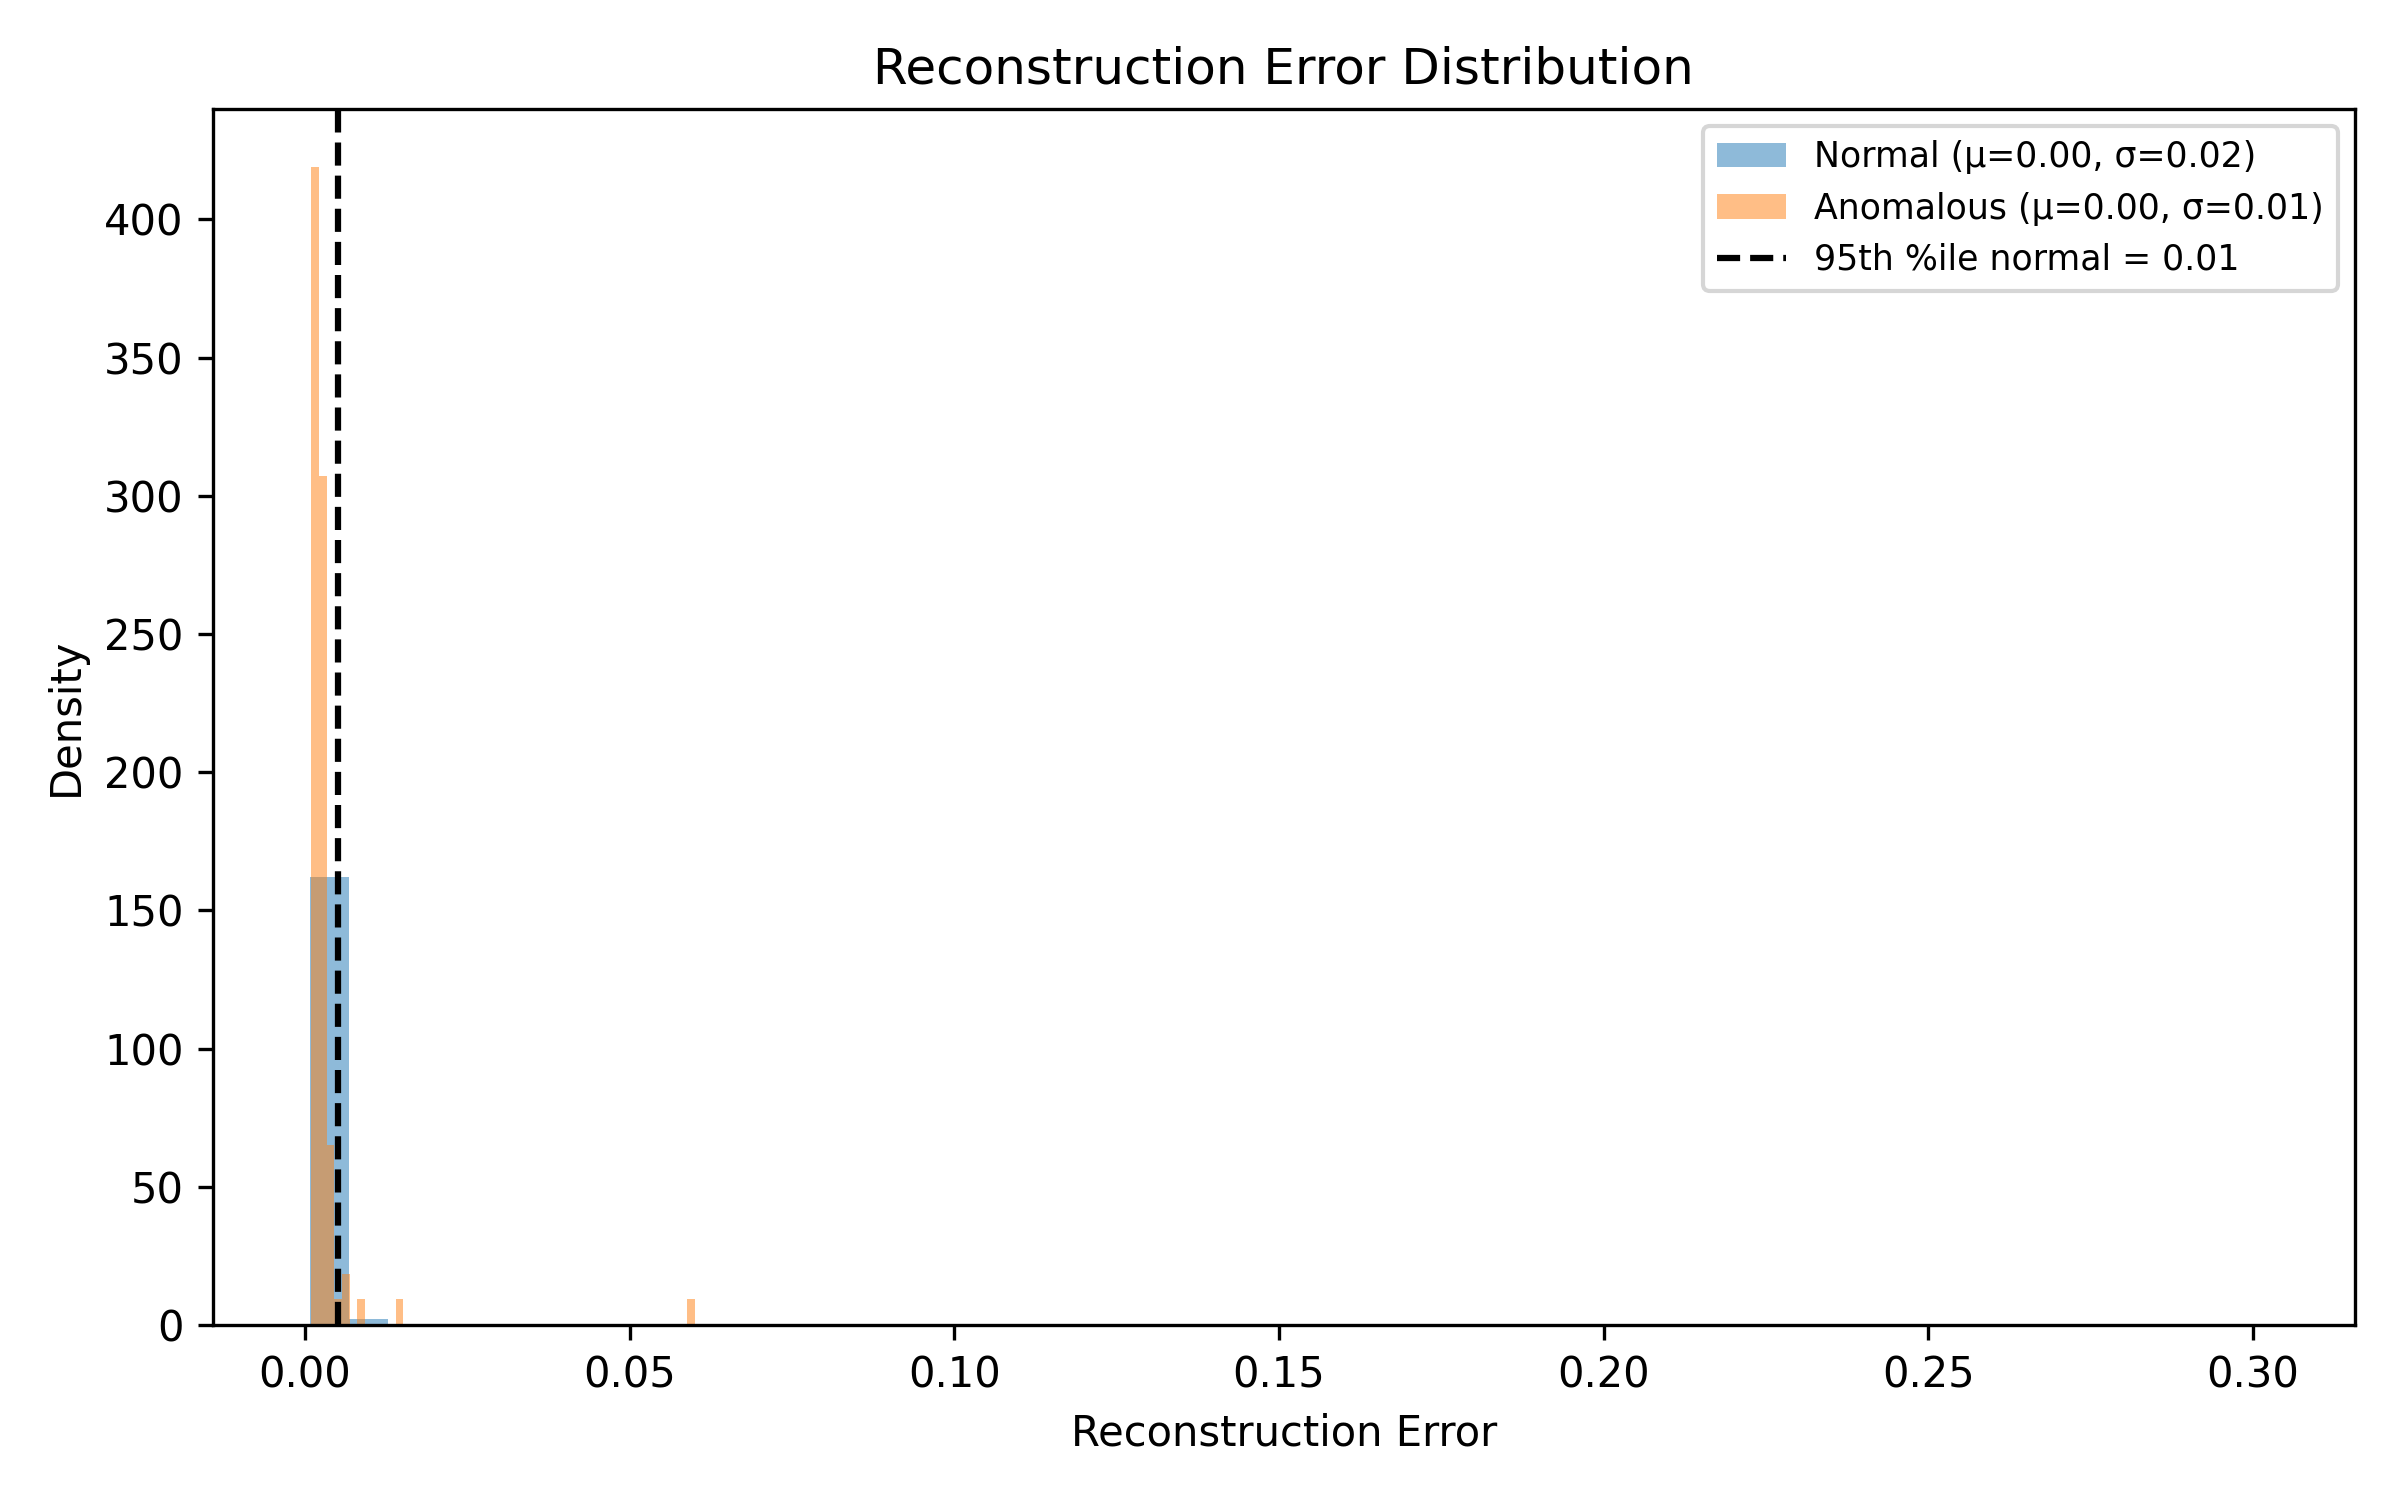 Reconstruction Error Distribution
Normal (μ=0.00, σ=0.02)
Anomalous (μ=0.00, σ=0.01)
95th %ile normal = 0.01
Density
400
350
300
250
200
150
100
50
0
0.00 0.05 0.10 0.15 0.20 0.25 0.30
Reconstruction Error